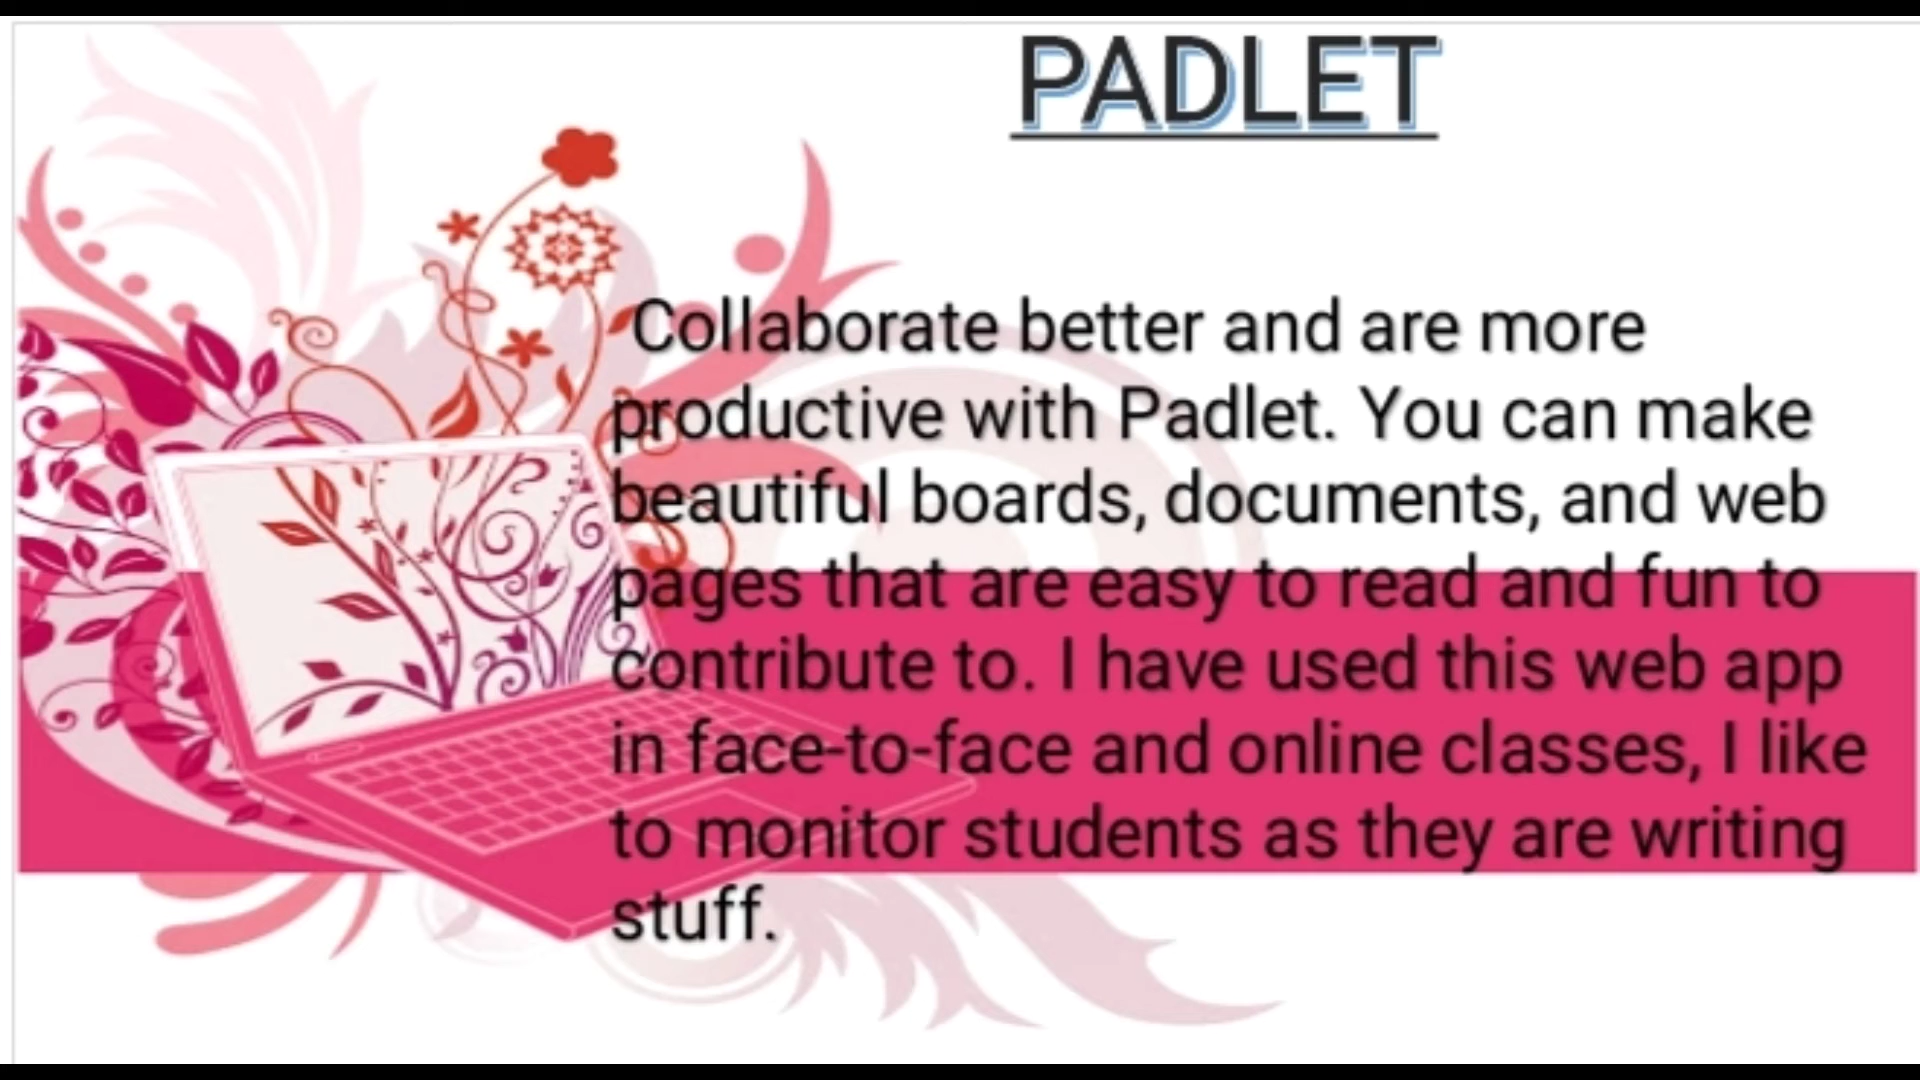 PADLET
Collaborate better and are more
productive with Padlet. You can make
beautiful boards, documents, and web
pages that are easy to read and fun to
contribute to. I have used this web app
in face-to-face and online classes, I like
to monitor students as they are writing
stuff.